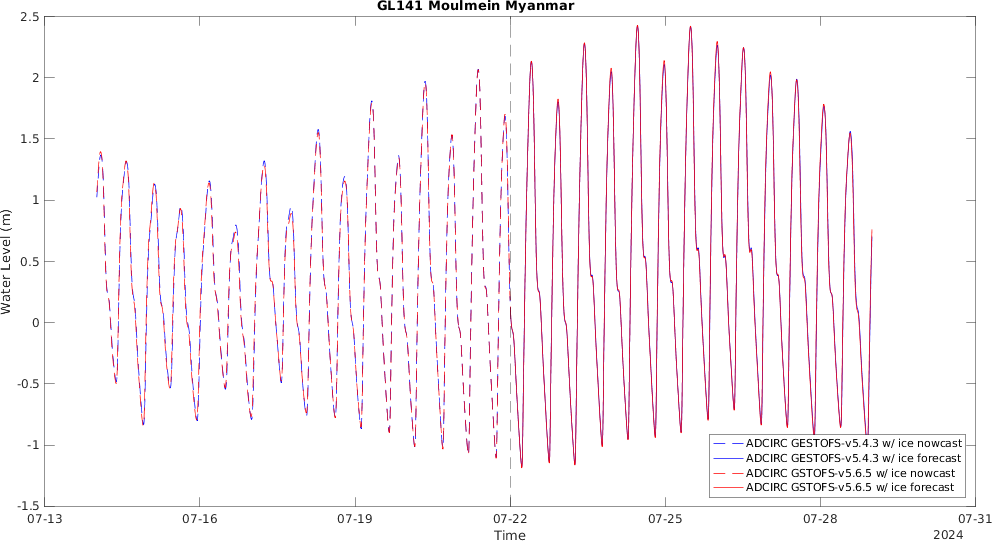 GL141 Moulmein Myanmar
2.5
2
1.5
1
0.5
0
-0.5
-1
-1.5
Water Level (m)
07-13 07-16 07-19 07-22 07-25 07-28 07-31
Time
2024
ADCIRC GESTOFS-v5.4.3 w/ ice nowcast
ADCIRC GESTOFS-v5.4.3 w/ ice forecast
ADCIRC GSTOFS-v5.6.5 w/ ice nowcast
ADCIRC GSTOFS-v5.6.5 w/ ice forecast